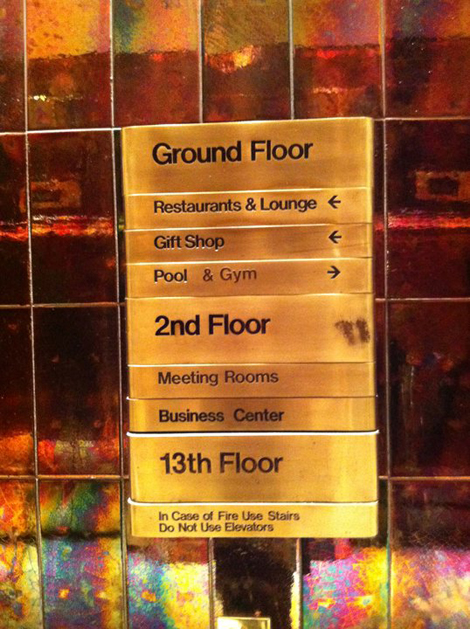 Ground Floor
Restaurants & Lounge ←
Gift Shop ←
Pool & Gym →
2nd Floor
Meeting Rooms
Business Center
13th Floor
In Case of Fire Use Stairs
Do Not Use Elevators